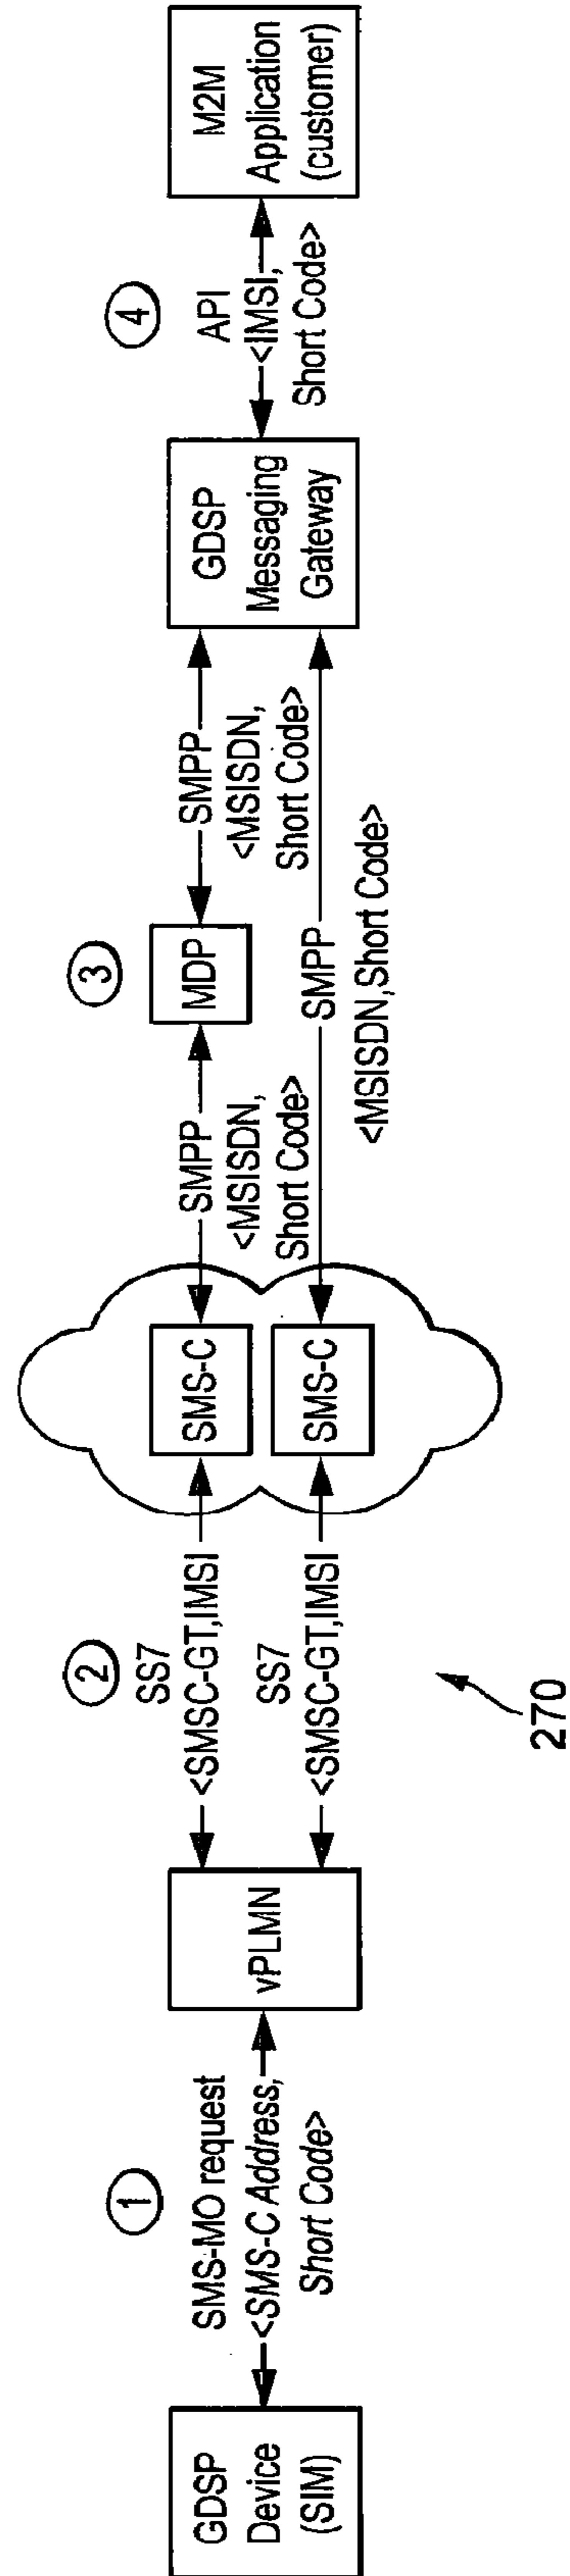 GDSP
Device
(SIM)
1
SMS-MO request
<SMS-C Address,
Short Code>
vPLMN
2
SS7
<SMSC-GT,IMSI
SS7
<SMSC-GT,IMSI
SMS-C
SMS-C
SMPP
<MSISDN,
Short Code>
3
MDP
SMPP
<MSISDN,
Short Code>
SMPP
<MSISDN,Short Code>
GDSP
Messaging
Gateway
4
API
<IMSI,
Short Code>
M2M
Application
(customer)
270